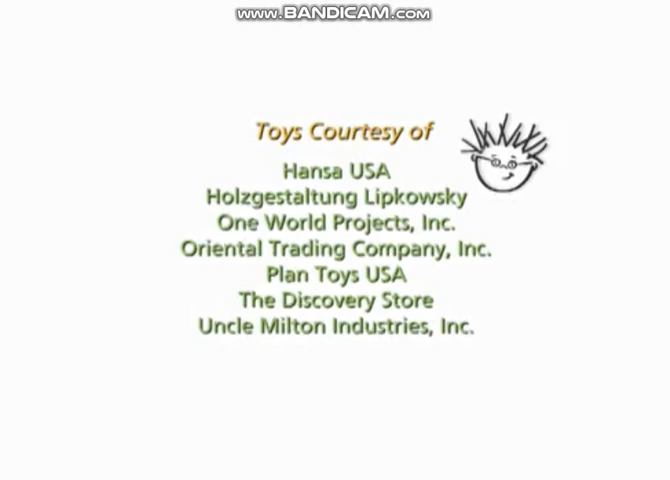 www.BANDICAM.com
Toys Courtesy of
Hansa USA
Holzgestaltung Lipkowsky
One World Projects, Inc.
Oriental Trading Company, Inc.
Plan Toys USA
The Discovery Store
Uncle Milton Industries, Inc.